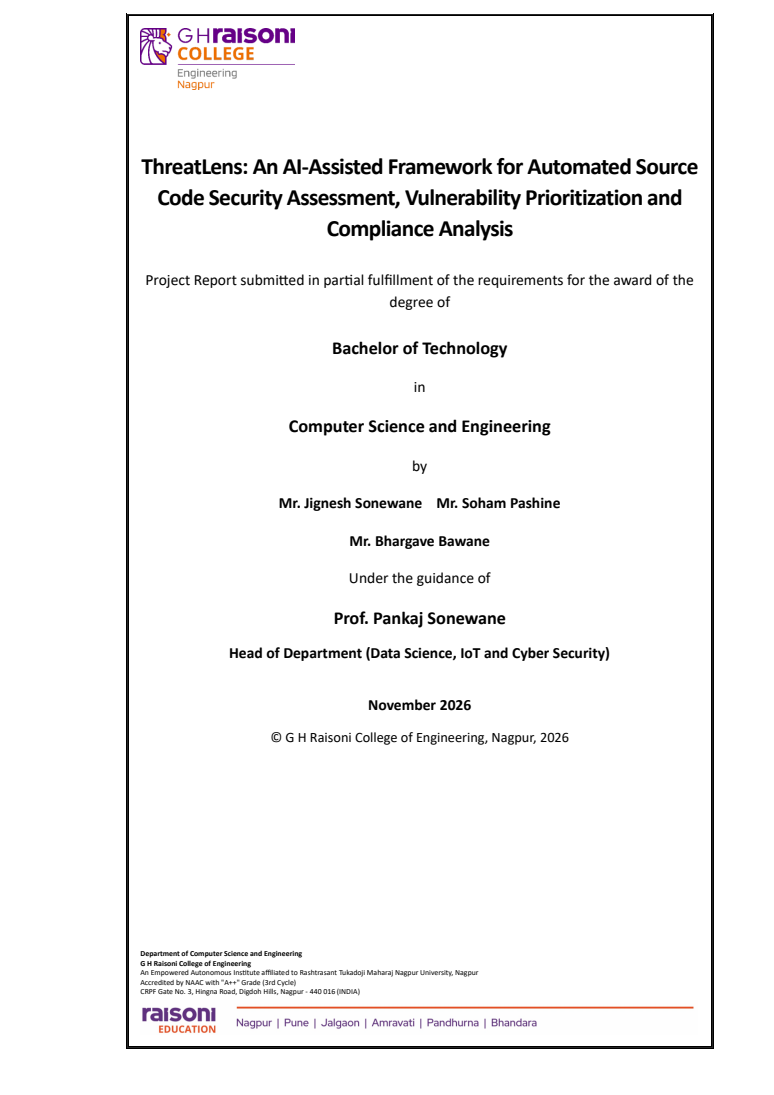 GHraisoni
COLLEGE
Engineering
Nagpur
ThreatLens: An AI-Assisted Framework for Automated Source
Code Security Assessment, Vulnerability Prioritization and
Compliance Analysis
Project Report submitted in partial fulfillment of the requirements for the award of the
degree of
Bachelor of Technology
in
Computer Science and Engineering
by
Mr. Jignesh Sonewane Mr. Soham Pashine
Mr. Bhargave Bawane
Under the guidance of
Prof. Pankaj Sonewane
Head of Department (Data Science, IoT and Cyber Security)
November 2026
© G H Raisoni College of Engineering, Nagpur, 2026
Department of Computer Science and Engineering
G H Raisoni College of Engineering
An Empowered Autonomous Institute affiliated to Rashtrasant Tukadoji Maharaj Nagpur University, Nagpur
Accredited by NAAC with "A++" Grade (3rd Cycle)
CRPF Gate No. 3, Hingna Road, Digdoh Hills, Nagpur - 440 016 (INDIA)
raisoni
EDUCATION
Nagpur | Pune | Jalgaon | Amravati | Pandhurna | Bhandara